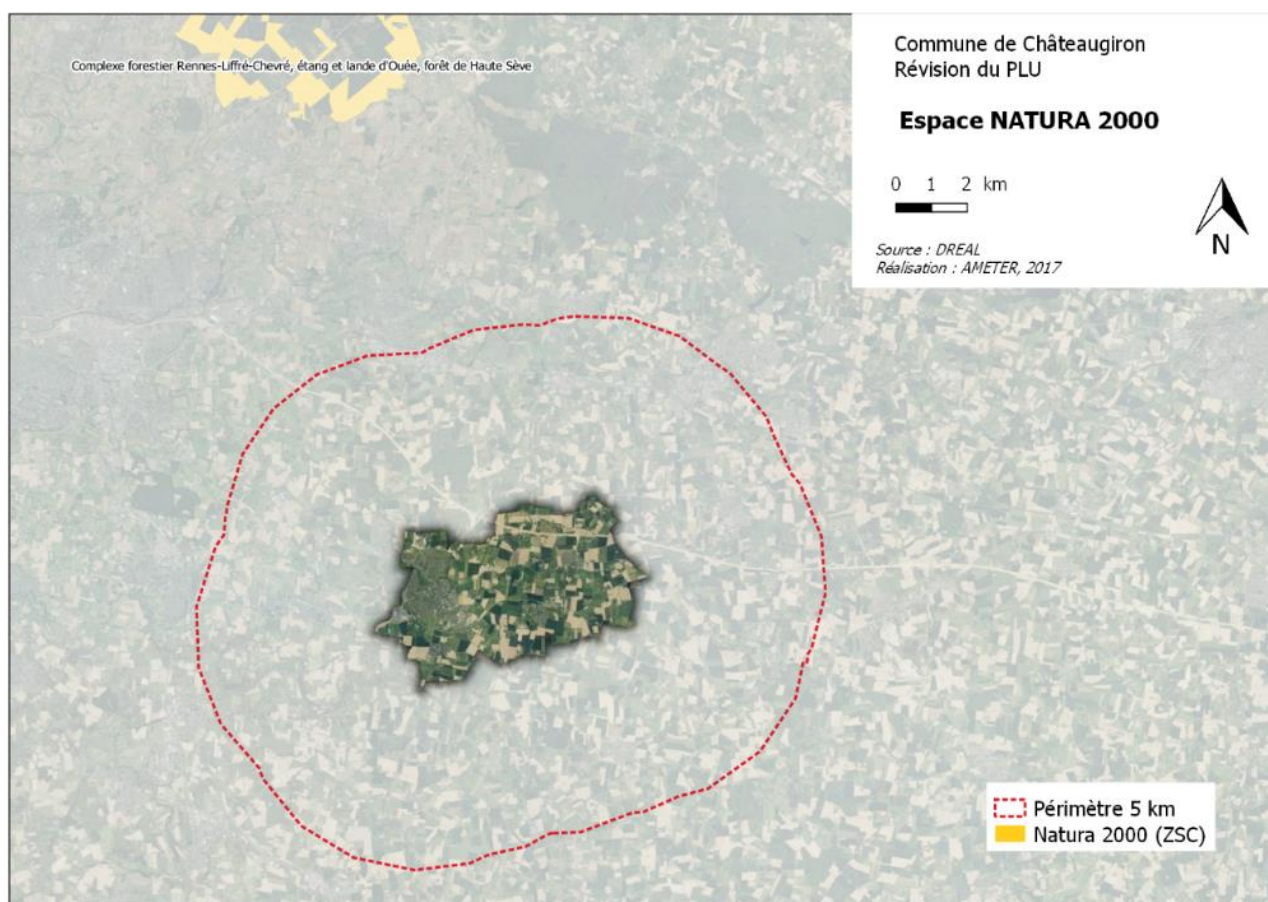 Complexe forestier Rennes-Liffré-Chevré, étang et lande d'Ouée, forêt de Haute Sève
Commune de Châteaugiron
Révision du PLU
Espace NATURA 2000
0 1 2 km
Source : DREAL
Réalisation : AMETER, 2017
N
Périmètre 5 km
Natura 2000 (ZSC)